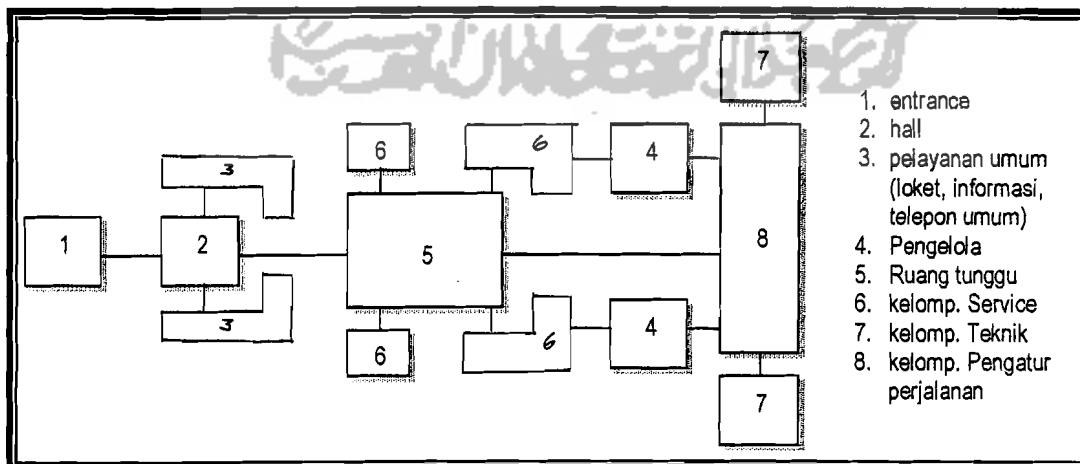 7
1. entrance
2. hall
3. pelayanan umum
(loket, informasi,
telepon umum)
4. Pengelola
5. Ruang tunggu
6. kelomp. Service
7. kelomp. Teknik
8. kelomp. Pengatur
perjalanan
6
6
4
3
1
2
5
8
3
6
6
4
7